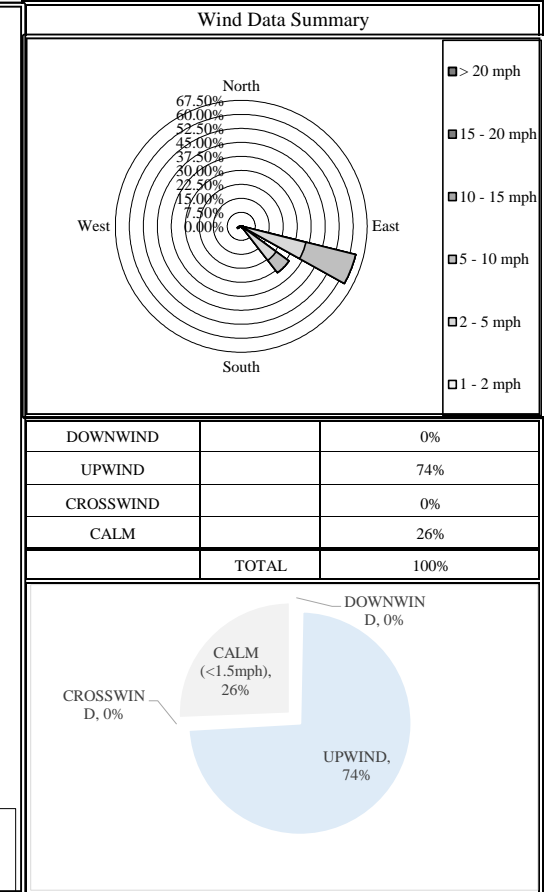 Wind Data Summary
North
67.50%
60.00%
52.50%
45.00%
37.50%
30.00%
22.50%
15.00%
7.50%
0.00%
West
East
South
> 20 mph
15 - 20 mph
10 - 15 mph
5 - 10 mph
2 - 5 mph
1 - 2 mph
DOWNWIND 0%
UPWIND 74%
CROSSWIND 0%
CALM 26%
TOTAL 100%
DOWNWIN
D, 0%
CALM
(<1.5mph),
26%
CROSSWIN
D, 0%
UPWIND,
74%